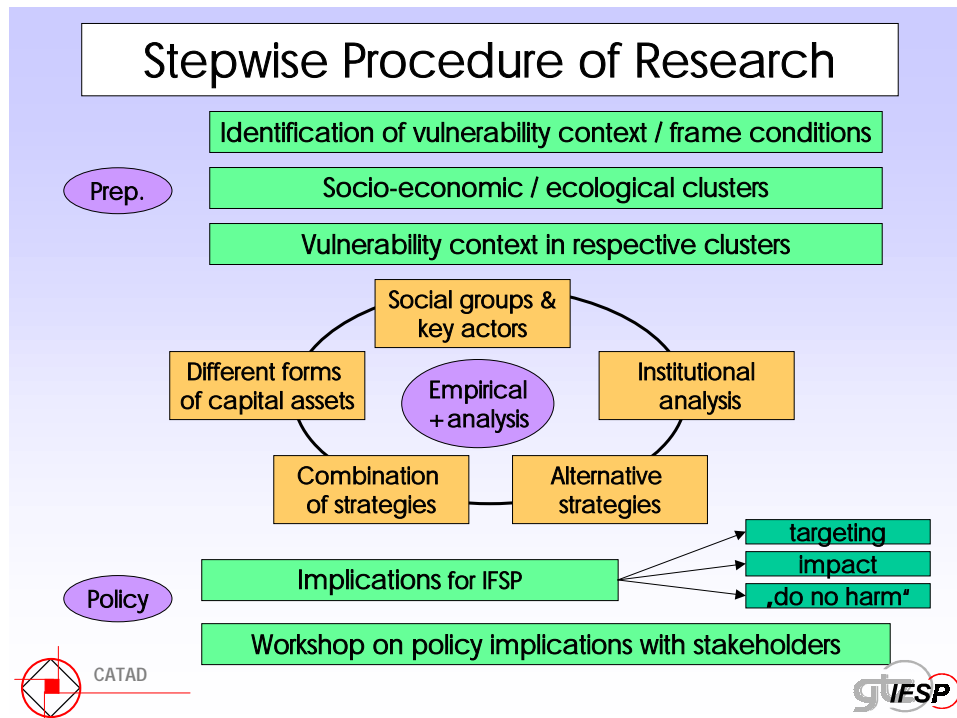 Stepwise Procedure of Research
Identification of vulnerability context / frame conditions
Prep.
Socio-economic / ecological clusters
Vulnerability context in respective clusters
Social groups &
key actors
Different forms
of capital assets
Empirical
+analysis
Institutional
analysis
Combination
of strategies
Alternative
strategies
targeting
impact
„do no harm“
Implications for IFSP
Policy
Workshop on policy implications with stakeholders
CATAD
gtz
IFSP